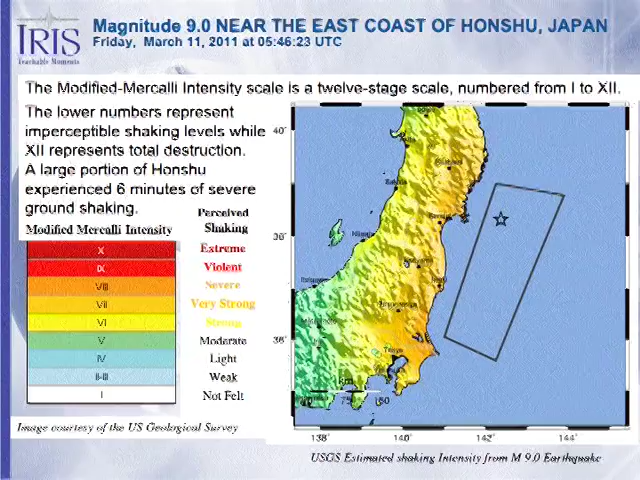 IRIS
Teachable Moments
Magnitude 9.0 NEAR THE EAST COAST OF HONSHU, JAPAN
Friday, March 11, 2011 at 05:46:23 UTC
The Modified-Mercalli Intensity scale is a twelve-stage scale, numbered from I to XII.
The lower numbers represent
imperceptible shaking levels while
XII represents total destruction.
A large portion of Honshu
experienced 6 minutes of severe
ground shaking.
Modified Mercalli Intensity
Perceived
Shaking
X Extreme
IX Violent
VIII Severe
VII Very Strong
VI Strong
V Moderate
IV Light
II-III Weak
I Not Felt
40°
38°
36°
km
0 75 150
138° 140° 142° 144°
Image courtesy of the US Geological Survey
USGS Estimated shaking Intensity from M 9.0 Earthquake